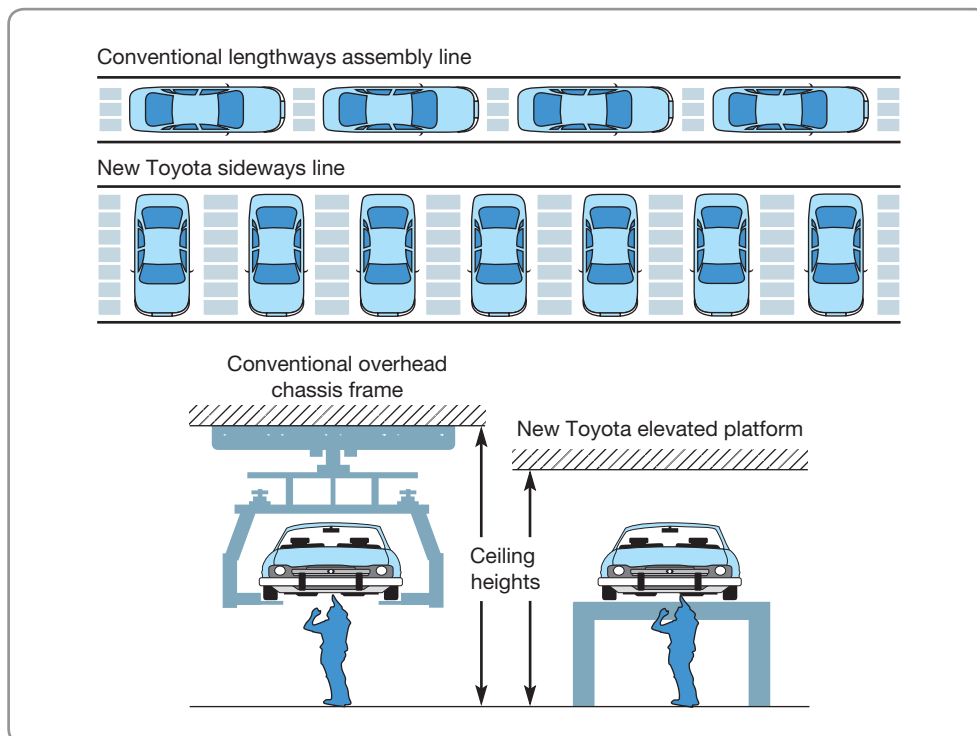 Conventional lengthways assembly line
New Toyota sideways line
Conventional overhead
chassis frame
New Toyota elevated platform
Ceiling
heights